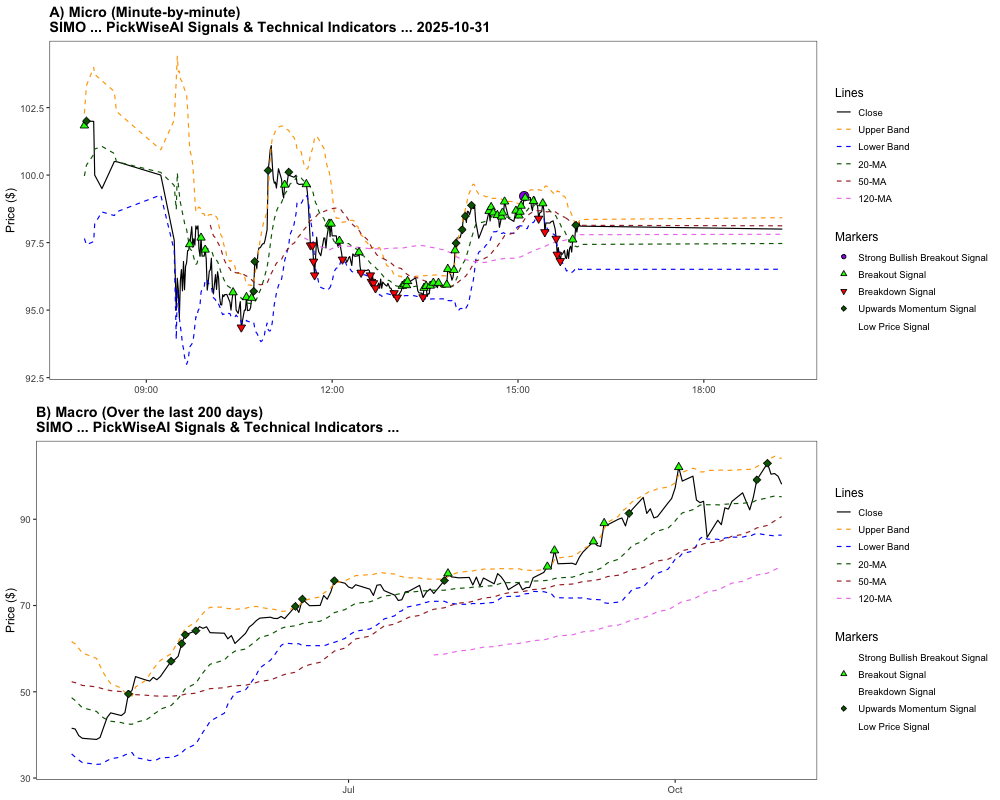 A) Micro (Minute-by-minute)
SIMO ... PickWiseAI Signals & Technical Indicators ... 2025-10-31
Price ($)
102.5
100.0
97.5
95.0
92.5
09:00
12:00
15:00
18:00
Lines
Close
Upper Band
Lower Band
20-MA
50-MA
120-MA
Markers
Strong Bullish Breakout Signal
Breakout Signal
Breakdown Signal
Upwards Momentum Signal
Low Price Signal
B) Macro (Over the last 200 days)
SIMO ... PickWiseAI Signals & Technical Indicators ...
Price ($)
90
70
50
30
Jul
Oct
Lines
Close
Upper Band
Lower Band
20-MA
50-MA
120-MA
Markers
Strong Bullish Breakout Signal
Breakout Signal
Breakdown Signal
Upwards Momentum Signal
Low Price Signal